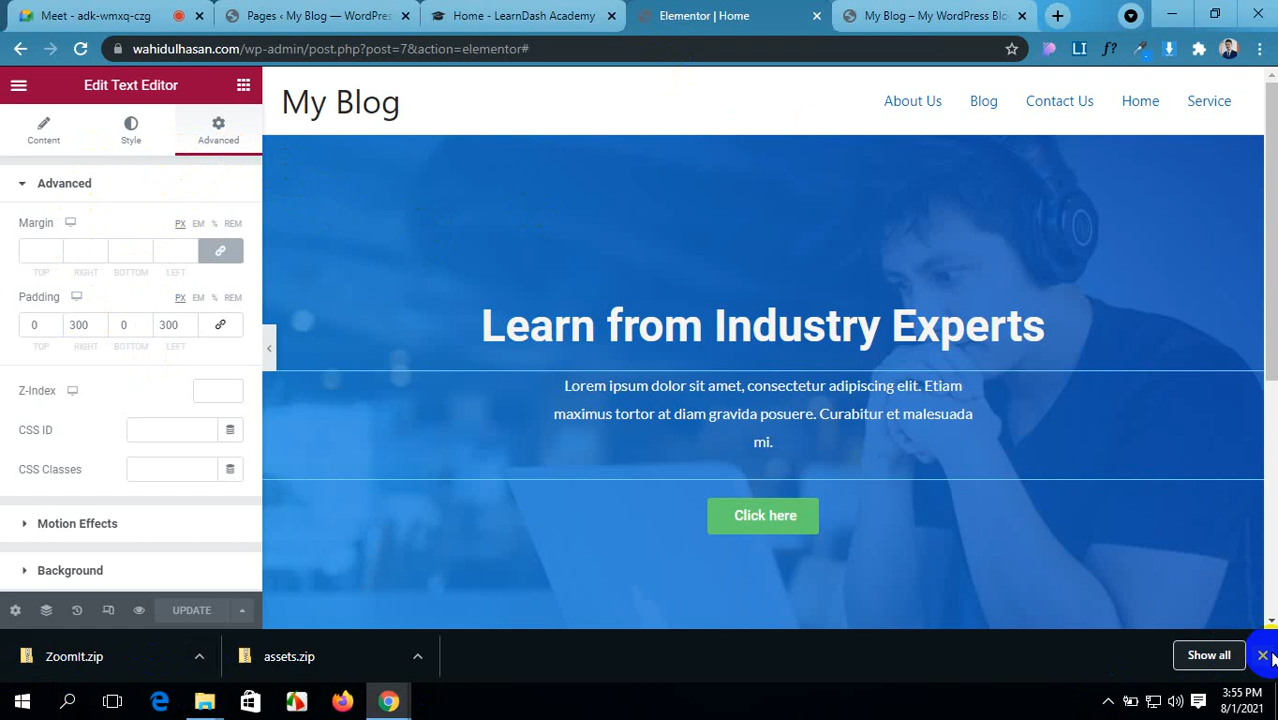 Meet - adk-wmxq-czg
Pages ‹ My Blog — WordPres
Home - LearnDash Academy
Elementor | Home
My Blog – My WordPress Blo
wahidulhasan.com/wp-admin/post.php?post=7&action=elementor#
Edit Text Editor
Content
Style
Advanced
Advanced
Margin
PX EM % REM
TOP RIGHT BOTTOM LEFT
Padding
PX EM % REM
0 300 0 300
TOP RIGHT BOTTOM LEFT
Z-Index
CSS ID
CSS Classes
Motion Effects
Background
UPDATE
My Blog
About Us Blog Contact Us Home Service
Learn from Industry Experts
Lorem ipsum dolor sit amet, consectetur adipiscing elit. Etiam
maximus tortor at diam gravida posuere. Curabitur et malesuada
mi.
Click here
ZoomIt.zip
assets.zip
Show all
3:55 PM
8/1/2021